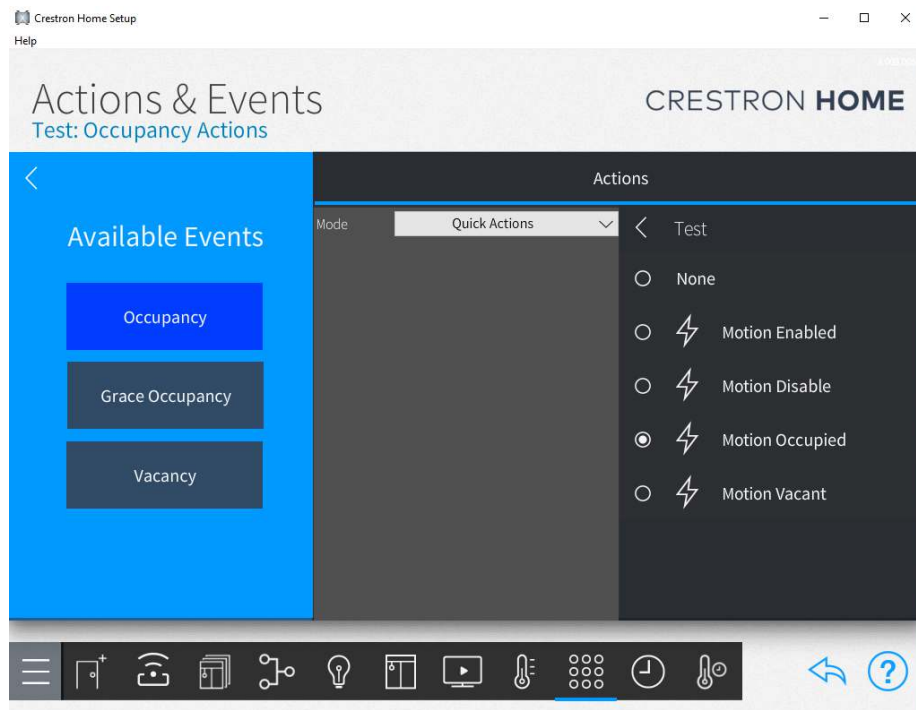 Crestron Home Setup
Help
Actions & Events
CRESTRON HOME
Test: Occupancy Actions
Actions
Available Events
Mode
Quick Actions
Test
None
Occupancy
Motion Enabled
Grace Occupancy
Motion Disable
Motion Occupied
Vacancy
Motion Vacant
?